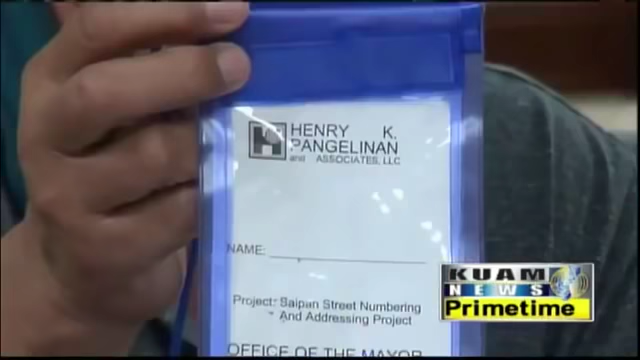 HENRY K.
PANGELINAN
and ASSOCIATES, LLC
NAME:
Project: Saipan Street Numbering
And Addressing Project
OFFICE OF THE MAYOR
KUAM
NEWS
Primetime